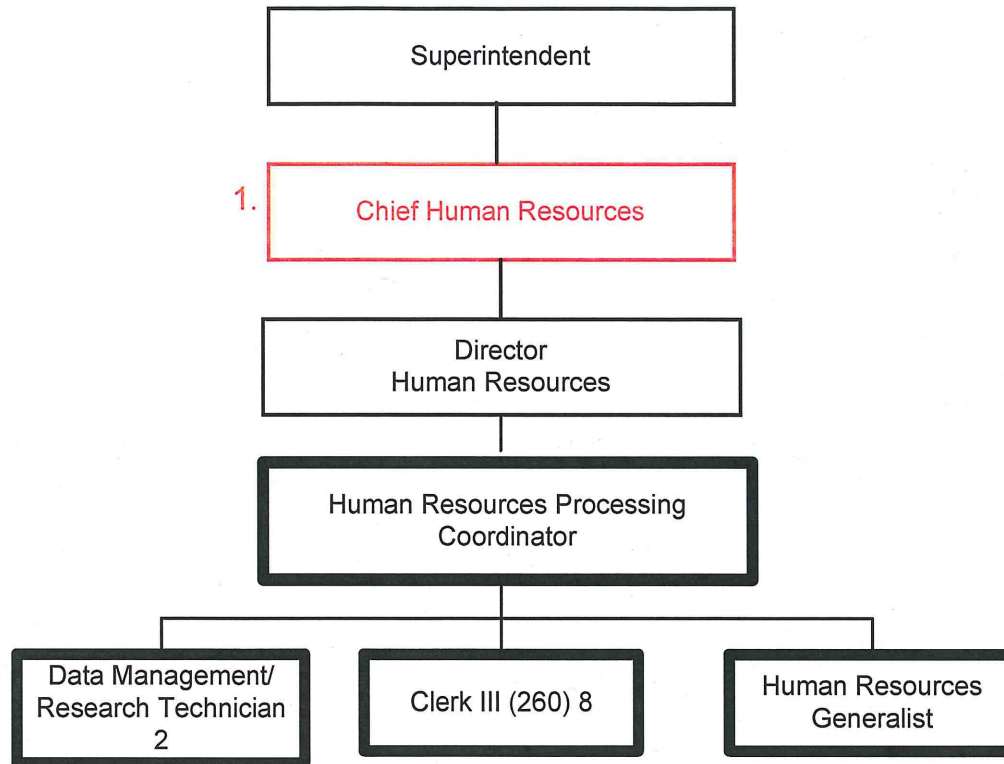 Superintendent
1.
Chief Human Resources
Director
Human Resources
Human Resources Processing
Coordinator
Data Management/
Research Technician
2
Clerk III (260) 8
Human Resources
Generalist